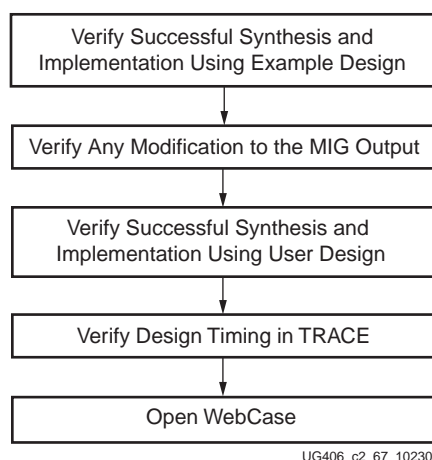 Verify Successful Synthesis and
Implementation Using Example Design
Verify Any Modification to the MIG Output
Verify Successful Synthesis and
Implementation Using User Design
Verify Design Timing in TRACE
Open WebCase
UG406_c2_67_10230